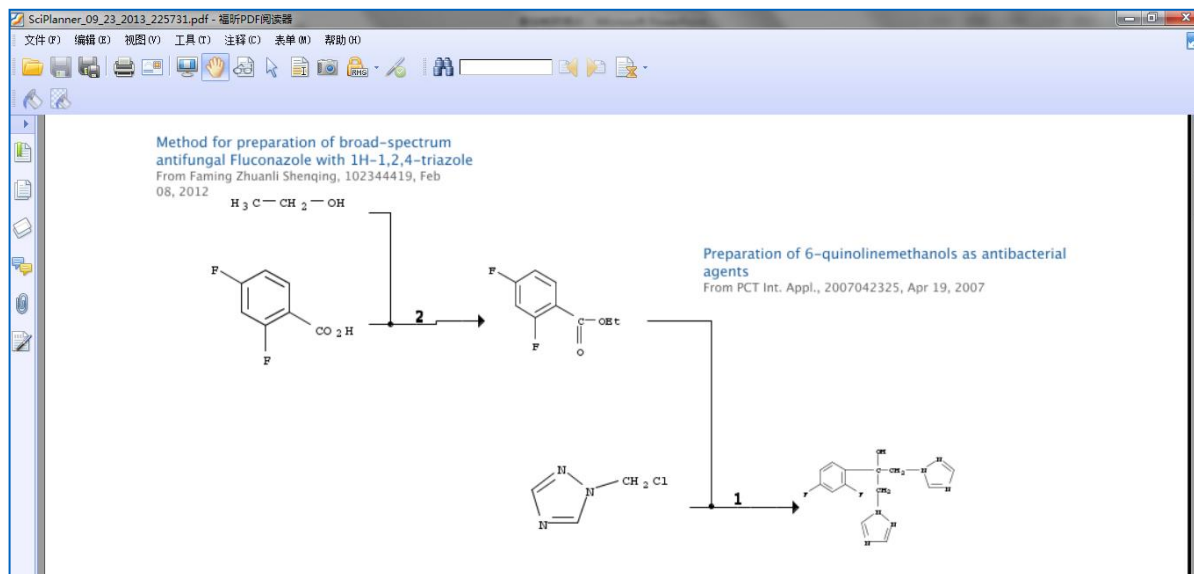 SciPlanner_09_23_2013_225731.pdf - 福昕PDF阅读器
文件(F) 编辑(E) 视图(V) 工具(T) 注释(C) 表单(M) 帮助(H)
Method for preparation of broad-spectrum
antifungal Fluconazole with 1H-1,2,4-triazole
From Faming Zhuanli Shenqing, 102344419, Feb
08, 2012
H3C-CH2-OH
Preparation of 6-quinolinemethanols as antibacterial
agents
From PCT Int. Appl., 2007042325, Apr 19, 2007
F
F
CO2H
2
F
F
C-OEt
O
N
N
N
CH2Cl
1
OH
C-CH2
CH2
F
F
N
N
N
N
N
N